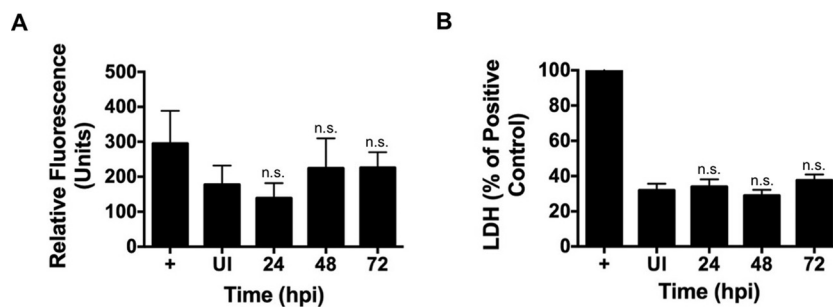 A
Relative Fluorescence
(Units)
500
400
300
200
100
0
n.s.
n.s.
n.s.
+ UI 24 48 72
Time (hpi)
B
LDH (% of Positive
Control)
100
80
60
40
20
0
n.s.
n.s.
n.s.
+ UI 24 48 72
Time (hpi)